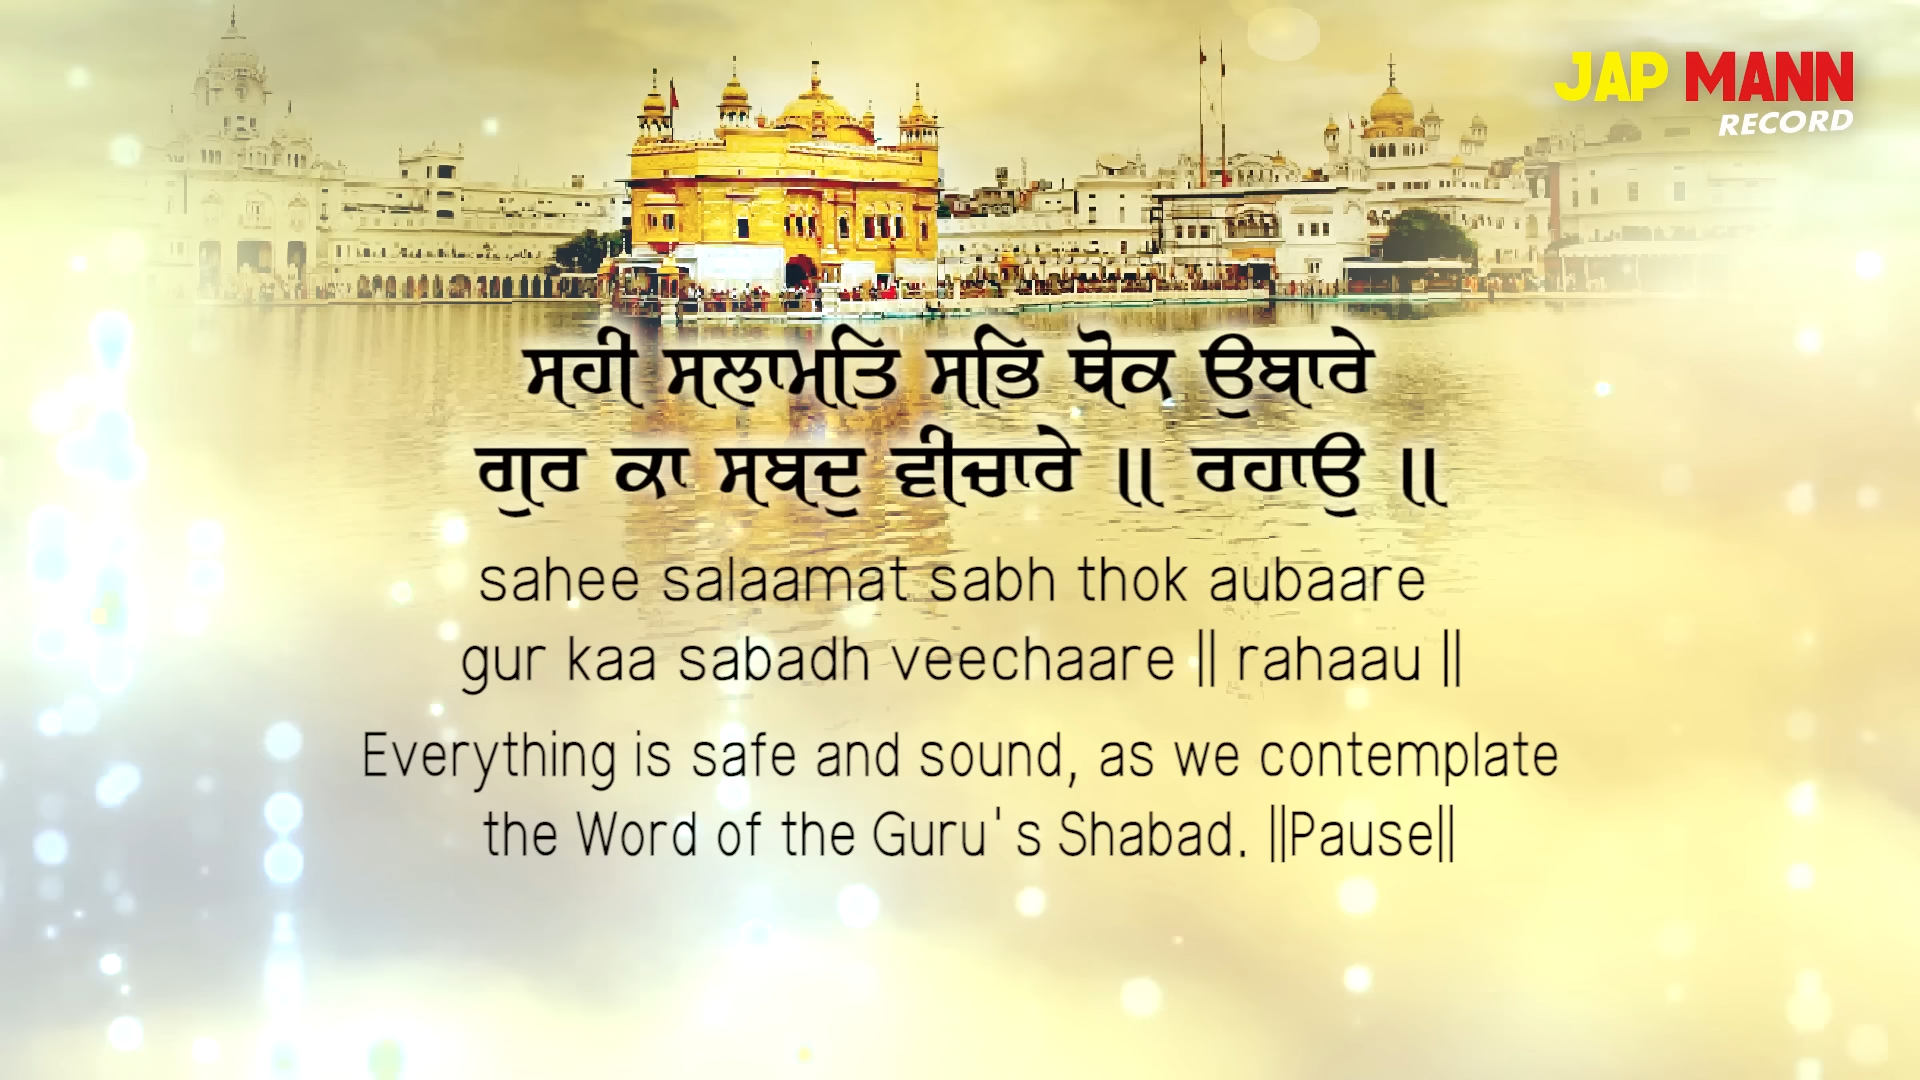 JAP MANN
RECORD
ਸਹੀ ਸਲਾਮਤਿ ਸਭਿ ਥੋਕ ਉਬਾਰੇ
ਗੁਰ ਕਾ ਸਬਦੁ ਵੀਚਾਰੇ ॥ ਰਹਾਉ ॥
sahee salaamat sabh thok aubaare
gur kaa sabadh veechaare || rahaau ||
Everything is safe and sound, as we contemplate
the Word of the Guru's Shabad. ||Pause||